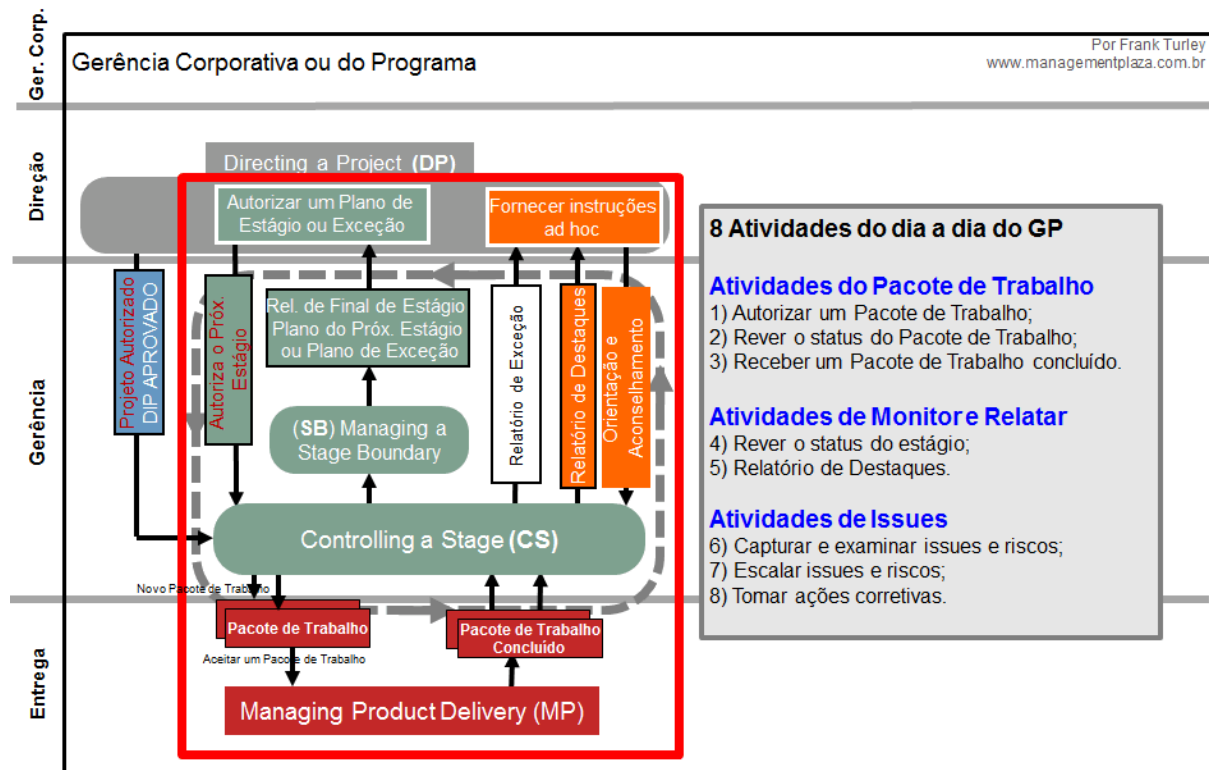 Ger. Corp.
Gerência Corporativa ou do Programa
Por Frank Turley
www.managementplaza.com.br
Direção
Directing a Project (DP)
Autorizar um Plano de
Estágio ou Exceção
Fornecer instruções
ad hoc
Gerência
Projeto Autorizado
DIP APROVADO
Autoriza o Próx.
Estágio
Rel. de Final de Estágio
Plano do Próx. Estágio
ou Plano de Exceção
(SB) Managing a
Stage Boundary
Relatório de Exceção
Relatório de Destaques
Orientação e
Aconselhamento
Controlling a Stage (CS)
Novo Pacote de Trabalho
Entrega
Pacote de Trabalho
Pacote de Trabalho
Concluído
Aceitar um Pacote de Trabalho
Managing Product Delivery (MP)
8 Atividades do dia a dia do GP
Atividades do Pacote de Trabalho
1) Autorizar um Pacote de Trabalho;
2) Rever o status do Pacote de Trabalho;
3) Receber um Pacote de Trabalho concluído.
Atividades de Monitor e Relatar
4) Rever o status do estágio;
5) Relatório de Destaques.
Atividades de Issues
6) Capturar e examinar issues e riscos;
7) Escalar issues e riscos;
8) Tomar ações corretivas.